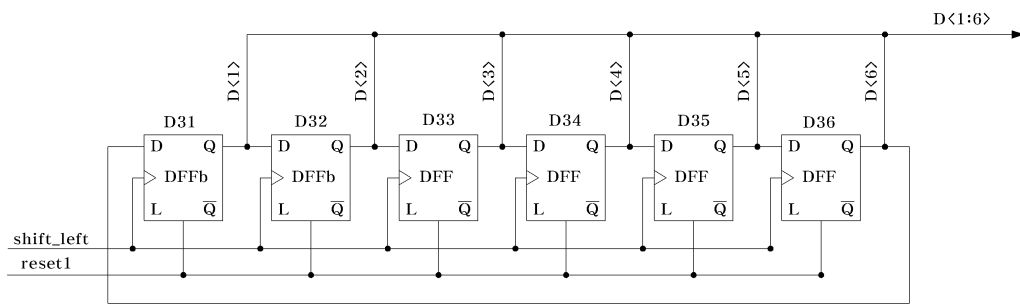 D<1:6>
D<1> D<2> D<3> D<4> D<5> D<6>
D31 D32 D33 D34 D35 D36
D Q D Q D Q D Q D Q D Q
DFFb DFFb DFF DFF DFF DFF
L Q̅ L Q̅ L Q̅ L Q̅ L Q̅ L Q̅
shift_left
reset1